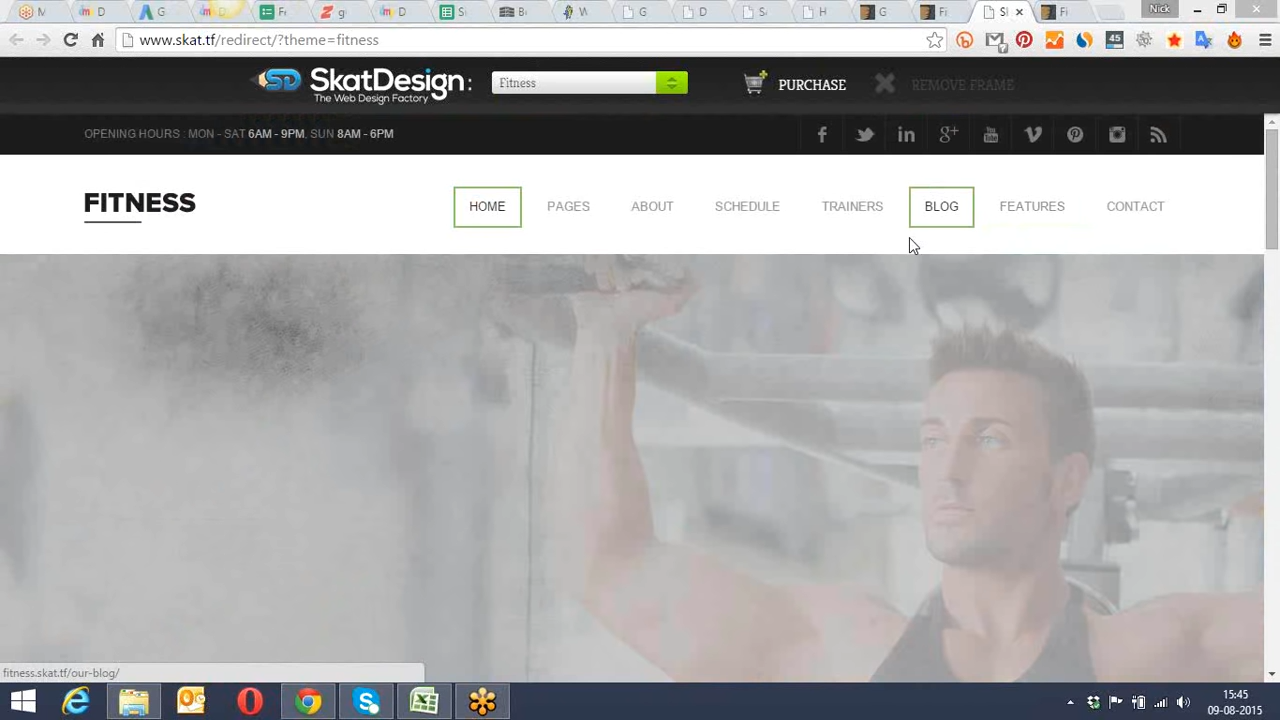 Nick
www.skat.tf/redirect/?theme=fitness
45
SD SkatDesign:
The Web Design Factory
Fitness
PURCHASE
REMOVE FRAME
OPENING HOURS : MON - SAT 6AM - 9PM, SUN 8AM - 6PM
FITNESS
HOME PAGES ABOUT SCHEDULE TRAINERS BLOG FEATURES CONTACT
fitness.skat.tf/our-blog/
15:45
09-08-2015